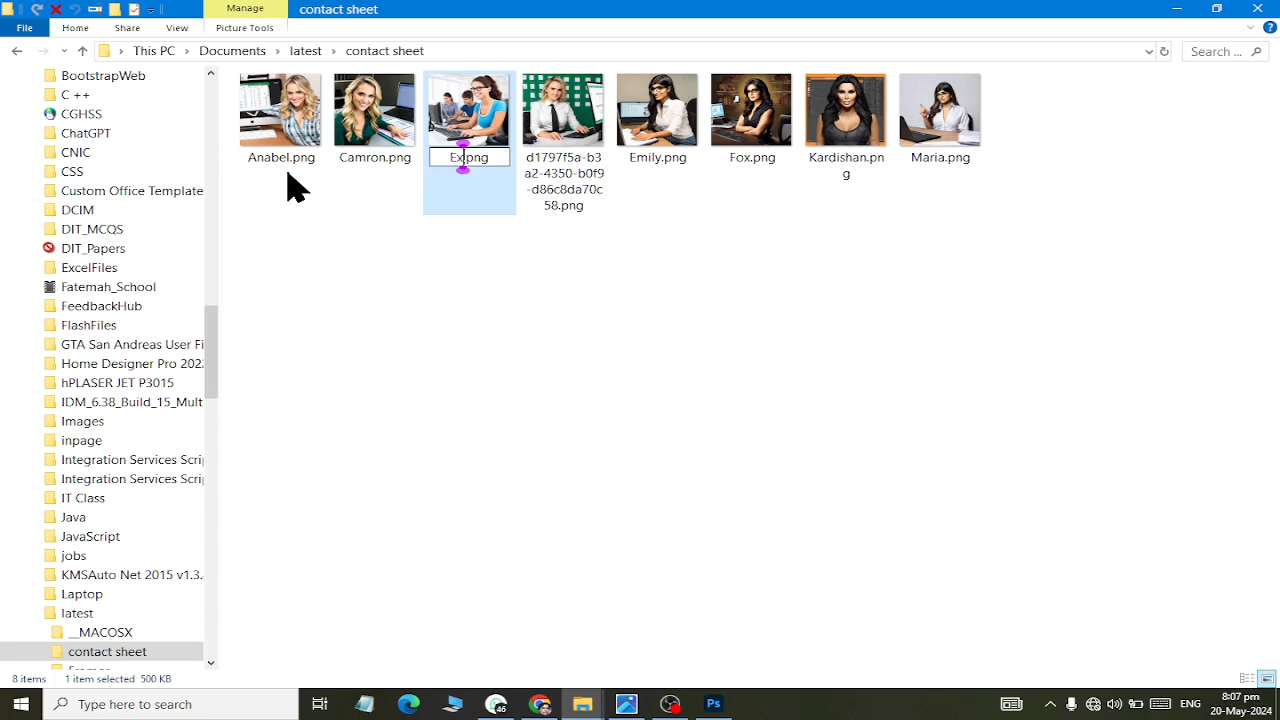 Manage
contact sheet
File
Home
Share
View
Picture Tools
This PC
Documents
latest
contact sheet
Search ...
BootstrapWeb
C ++
CGHSS
ChatGPT
CNIC
CSS
Custom Office Template
DCIM
DIT_MCQS
DIT_Papers
ExcelFiles
Fatemah_School
FeedbackHub
FlashFiles
GTA San Andreas User Fi
Home Designer Pro 202
hPLASER JET P3015
IDM_6.38_Build_15_Mult
Images
inpage
Integration Services Scri
Integration Services Scri
IT Class
Java
JavaScript
jobs
KMSAuto Net 2015 v1.3.
Laptop
latest
__MACOSX
contact sheet
Anabel.png
Camron.png
Ex.png
d1797f5a-b3
a2-4350-b0f9
-d86c8da70c
58.png
Emily.png
Fox.png
Kardishan.pn
g
Maria.png
8 items
1 item selected 500 KB
Type here to search
46
Ps
ENG
8:07 pm
20-May-2024